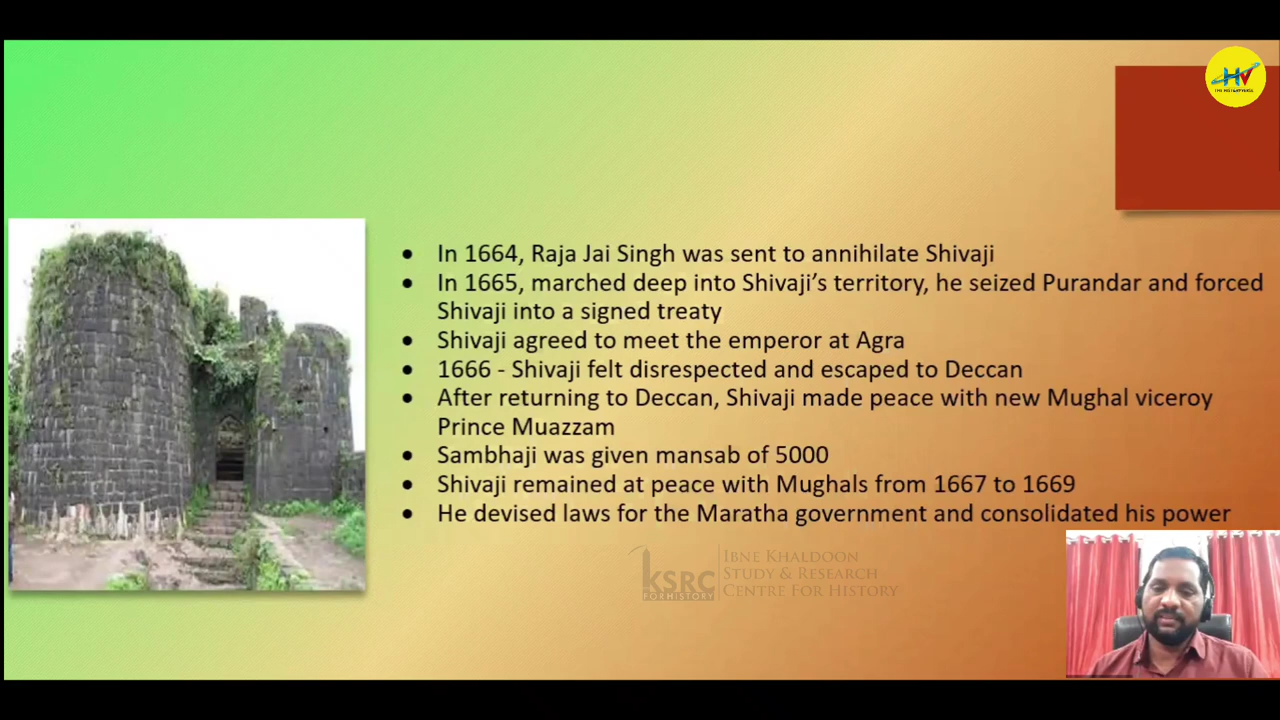 HV
• In 1664, Raja Jai Singh was sent to annihilate Shivaji
• In 1665, marched deep into Shivaji's territory, he seized Purandar and forced
Shivaji into a signed treaty
• Shivaji agreed to meet the emperor at Agra
• 1666 - Shivaji felt disrespected and escaped to Deccan
• After returning to Deccan, Shivaji made peace with new Mughal viceroy
Prince Muazzam
• Sambhaji was given mansab of 5000
• Shivaji remained at peace with Mughals from 1667 to 1669
• He devised laws for the Maratha government and consolidated his power
IKSRC
FORHISTORY
IBNE KHALDOON
STUDY & RESEARCH
CENTRE FOR HISTORY